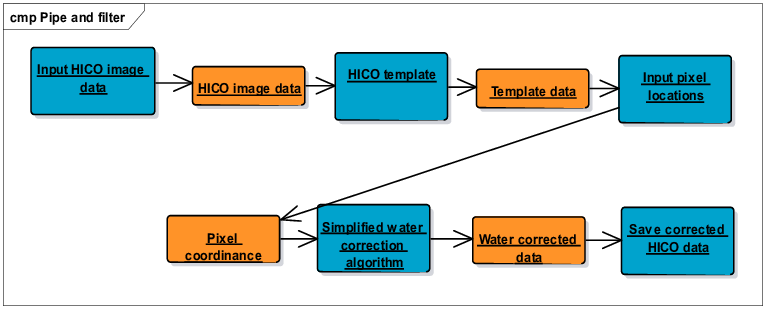 cmp Pipe and filter
Input HICO image
data
HICO image data
HICO template
Template data
Input pixel
locations
Pixel
coordinance
Simplified water
correction
algorithm
Water corrected
data
Save corrected
HICO data